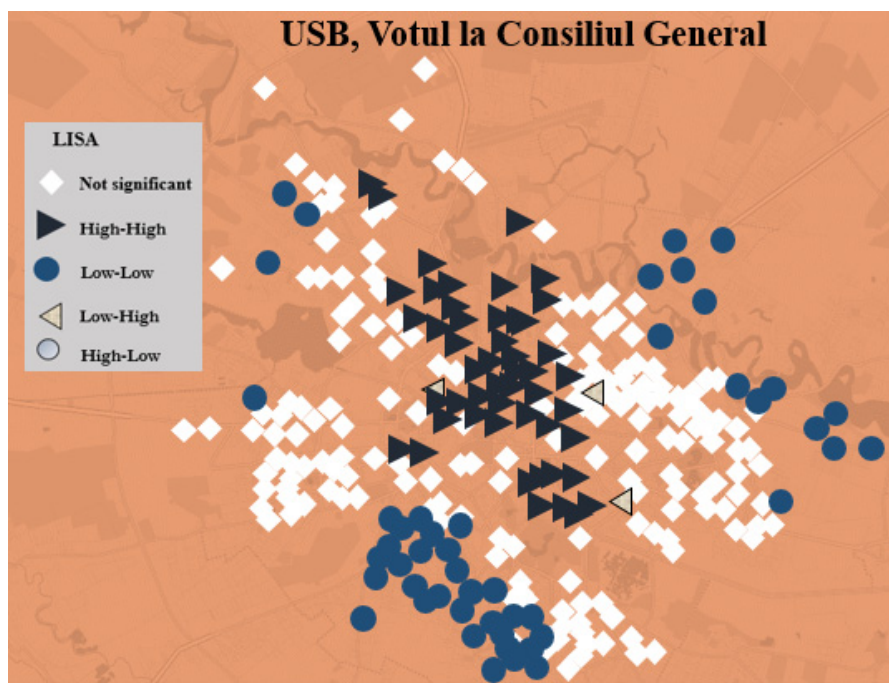 USB, Votul la Consiliul General
LISA
Not significant
High-High
Low-Low
Low-High
High-Low